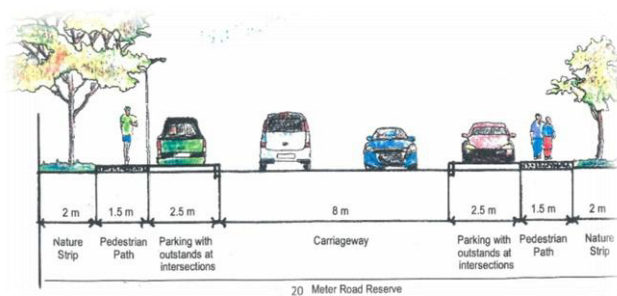 2 m 1.5 m 2.5 m 8 m 2.5 m 1.5 m 2 m
Nature Strip
Pedestrian Path
Parking with outstands at intersections
Carriageway
Parking with outstands at intersections
Pedestrian Path
Nature Strip
20 Meter Road Reserve